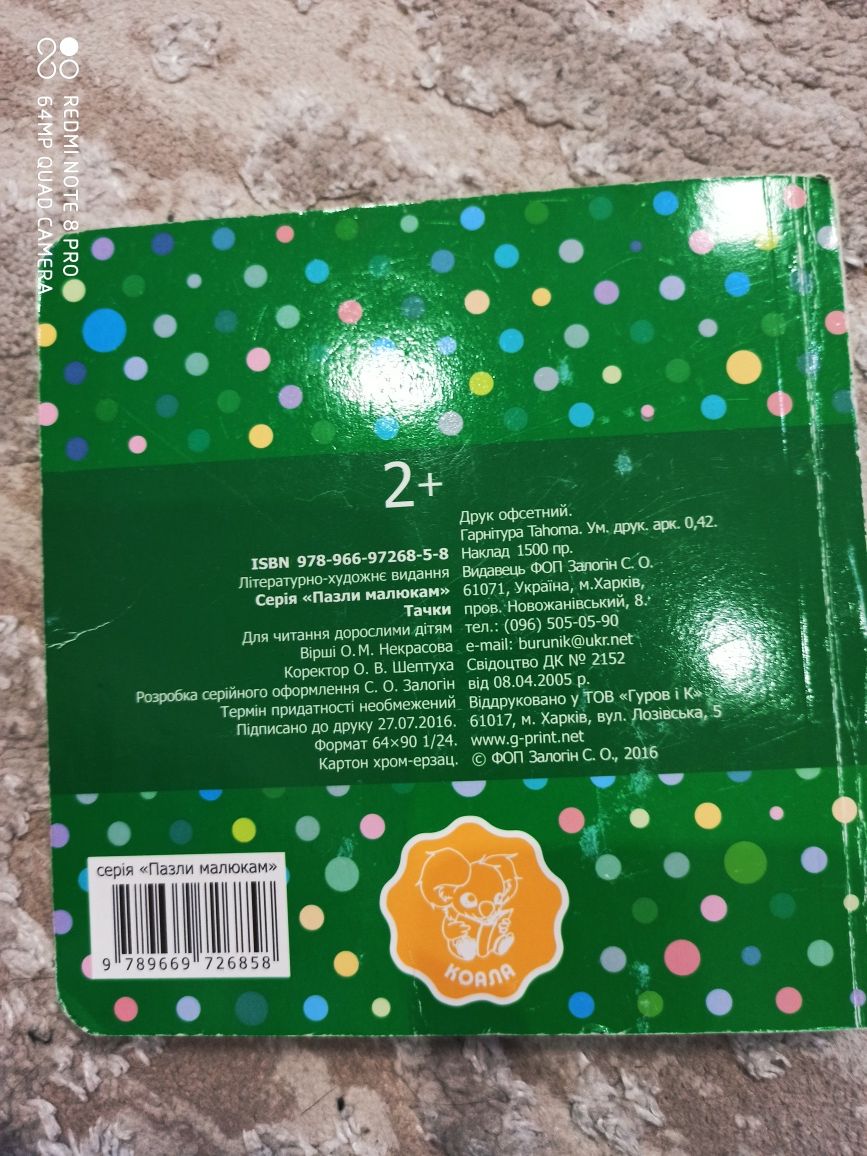 REDMI NOTE 8 PRO
64MP QUAD CAMERA
2+
ISBN 978-966-97268-5-8
Літературно-художнє видання
Серія «Пазли малюкам»
Тачки
Для читання дорослими дітям
Вірші О. М. Некрасова
Коректор О. В. Шептуха
Розробка серійного оформлення С. О. Залогін
Термін придатності необмежений
Підписано до друку 27.07.2016.
Формат 64×90 1/24.
Картон хром-ерзац.
Друк офсетний.
Гарнітура Tahoma. Ум. друк. арк. 0,42.
Наклад 1500 пр.
Видавець ФОП Залогін С. О.
61071, Україна, м.Харків,
пров. Новожанівський, 8.
тел.: (096) 505-05-90
e-mail: burunik@ukr.net
Свідоцтво ДК № 2152
від 08.04.2005 р.
Віддруковано у ТОВ «Гуров і К»
61017, м. Харків, вул. Лозівська, 5
www.g-print.net
© ФОП Залогін С. О., 2016
серія «Пазли малюкам»
9 789669 726858
КОАЛА